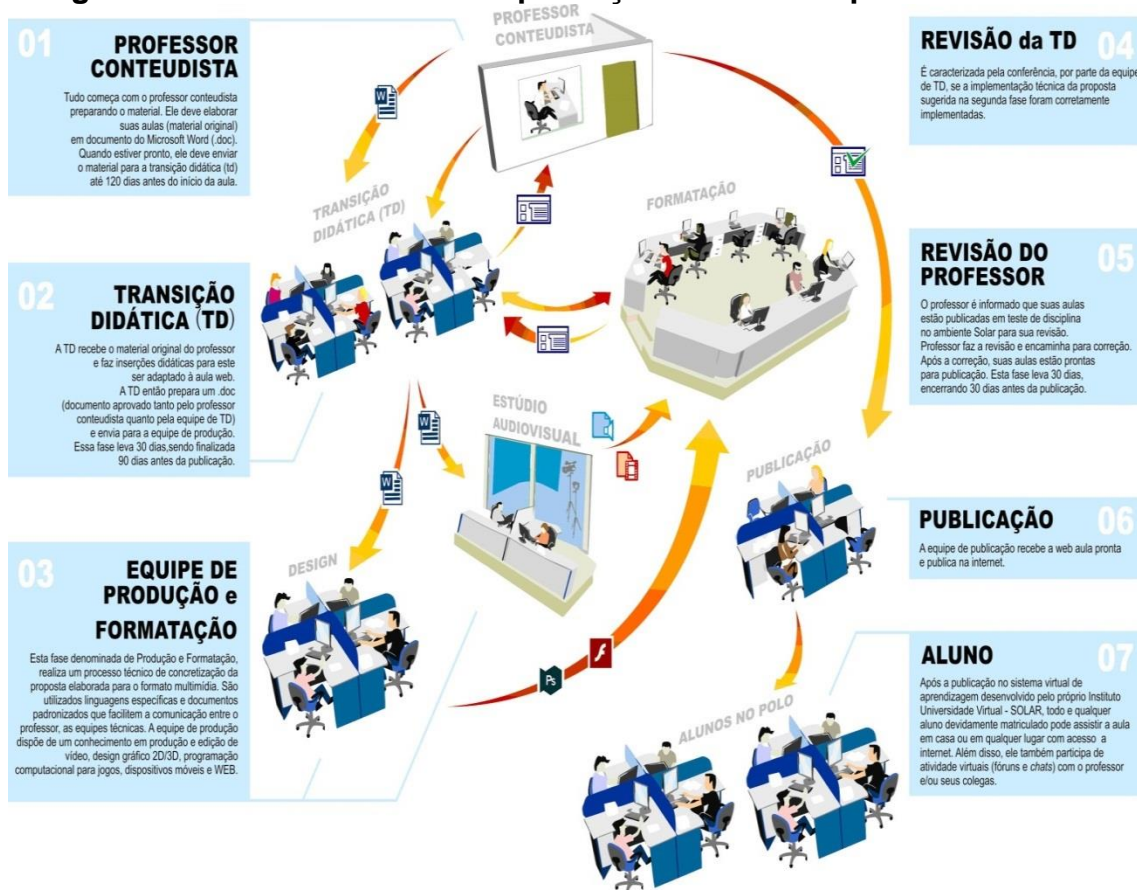 01
PROFESSOR
CONTEUDISTA
Tudo começa com o professor conteudista
preparando o material. Ele deve elaborar
suas aulas (material original)
em documento do Microsoft Word (.doc).
Quando estiver pronto, ele deve enviar
o material para a transição didática (td)
até 120 dias antes do início da aula.
02
TRANSIÇÃO
DIDÁTICA (TD)
A TD recebe o material original do professor
e faz inserções didáticas para este
ser adaptado à aula web.
A TD então prepara um .doc
(documento aprovado tanto pelo professor
conteudista quanto pela equipe de TD)
e envia para a equipe de produção.
Essa fase leva 30 dias,sendo finalizada
90 dias antes da publicação.
03
EQUIPE DE
PRODUÇÃO e
FORMATAÇÃO
Esta fase denominada de Produção e Formatação,
realiza um processo técnico de concretização da
proposta elaborada para o formato multimídia. São
utilizados linguagens específicas e documentos
padronizados que facilitem a comunicação entre o
professor, as equipes técnicas. A equipe de produção
dispõe de um conhecimento em produção e edição de
vídeo, design gráfico 2D/3D, programação
computacional para jogos, dispositivos móveis e WEB.
PROFESSOR
CONTEUDISTA
W
TRANSIÇÃO
DIDÁTICA (TD)
FORMATAÇÃO
W
W
ESTÚDIO
AUDIOVISUAL
DESIGN
Ps
PUBLICAÇÃO
ALUNOS NO POLO
REVISÃO da TD 04
É caracterizada pela conferência, por parte da equipe
de TD, se a implementação técnica da proposta
sugerida na segunda fase foram corretamente
implementadas.
REVISÃO DO
PROFESSOR
05
O professor é informado que suas aulas
estão publicadas em teste de disciplina
no ambiente Solar para sua revisão.
Professor faz a revisão e encaminha para correção.
Após a correção, suas aulas estão prontas
para publicação. Esta fase leva 30 dias,
encerrando 30 dias antes da publicação.
PUBLICAÇÃO 06
A equipe de publicação recebe a web aula pronta
e publica na internet.
ALUNO 07
Após a publicação no sistema virtual de
aprendizagem desenvolvido pelo próprio Instituto
Universidade Virtual - SOLAR, todo e qualquer
aluno devidamente matriculado pode assistir a aula
em casa ou em qualquer lugar com acesso a
internet. Além disso, ele também participa de
atividade virtuais (fóruns e chats) com o professor
e/ou seus colegas.